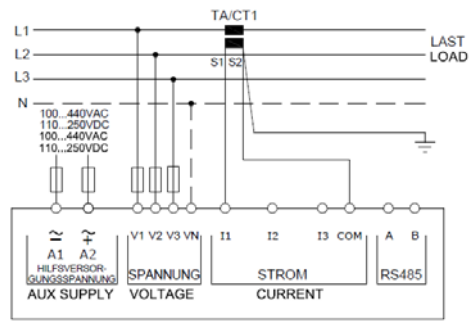 TA/CT1
L1
LAST
L2
LOAD
S1 S2
L3
N
100...440VAC
110...250VDC
100...440VAC
110...250VDC
V1 V2 V3 VN I1 I2 I3 COM A B
A1 A2
HILFSVERSOR-
GUNGSSPANNUNG SPANNUNG STROM RS485
AUX SUPPLY VOLTAGE CURRENT